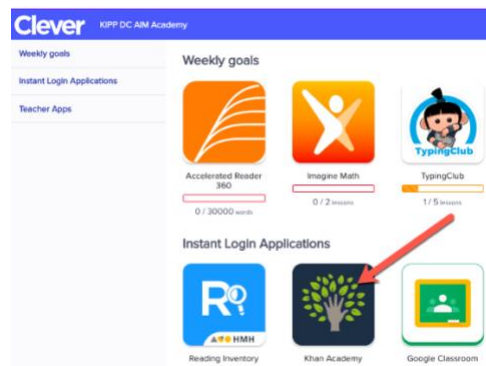 Clever KIPP DC AIM Academy
Weekly goals
Instant Login Applications
Teacher Apps
Weekly goals
TypingClub
Accelerated Reader 360
Imagine Math
TypingClub
0 / 30000 words
0 / 2 lessons
1 / 5 lessons
Instant Login Applications
R
HMH
Reading Inventory
Khan Academy
Google Classroom